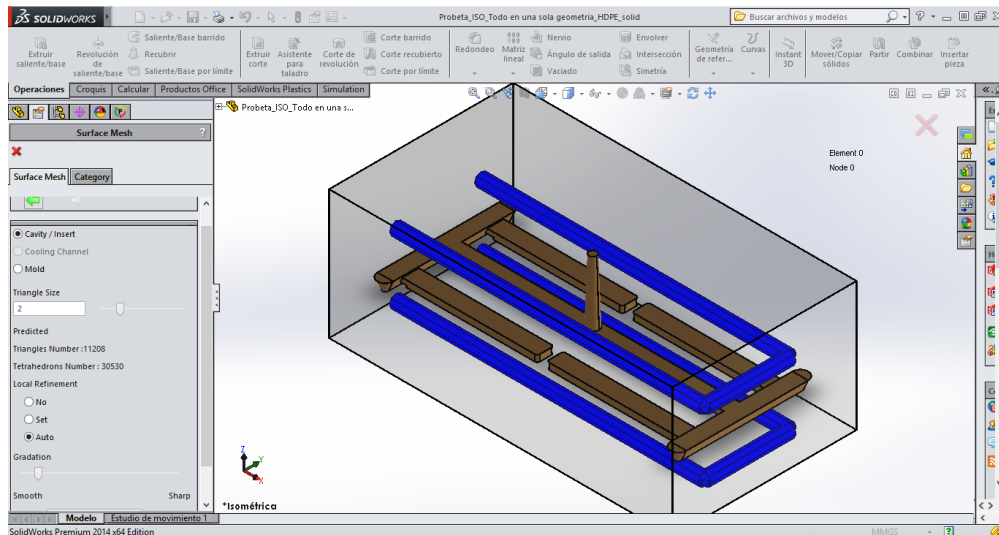 SOLIDWORKS
Probeta_ISO_Todo en una sola geometria_HDPE_solid
Buscar archivos y modelos
Extruir saliente/base
Revolución de saliente/base
Saliente/Base barrido
Recubrir
Saliente/Base por límite
Extruir corte
Asistente para taladro
Corte de revolución
Corte barrido
Corte recubierto
Corte por límite
Redondeo
Matriz lineal
Nervio
Ángulo de salida
Vaciado
Envolver
Intersección
Simetría
Geometría de refer...
Curvas
Instant 3D
Mover/Copiar sólidos
Partir
Combinar
Insertar pieza
Operaciones
Croquis
Calcular
Productos Office
SolidWorks Plastics
Simulation
Probeta_ISO_Todo en una s...
Surface Mesh
?
Surface Mesh
Category
Cavity / Insert
Cooling Channel
Mold
Triangle Size
2
Predicted
Triangles Number :11208
Tetrahedrons Number : 30530
Local Refinement
No
Set
Auto
Gradation
Smooth
Sharp
Element 0
Node 0
Z
Y
X
*Isométrica
Modelo
Estudio de movimiento 1
SolidWorks Premium 2014 x64 Edition
MMGS